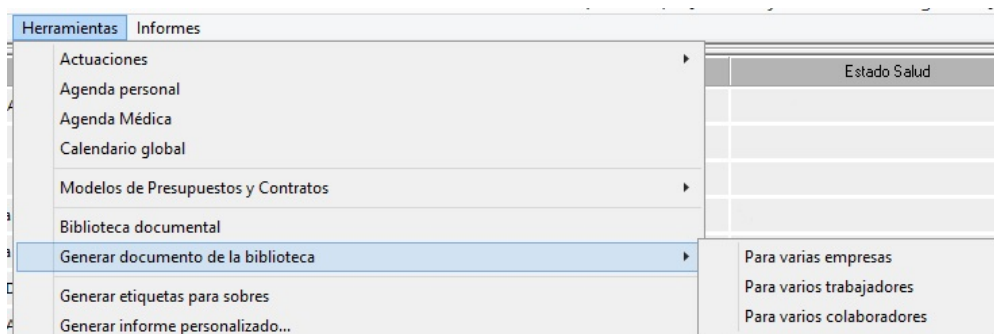 Herramientas Informes
Actuaciones
Estado Salud
Agenda personal
Agenda Médica
Calendario global
Modelos de Presupuestos y Contratos
Biblioteca documental
Generar documento de la biblioteca
Para varias empresas
Para varios trabajadores
Para varios colaboradores
Generar etiquetas para sobres
Generar informe personalizado...